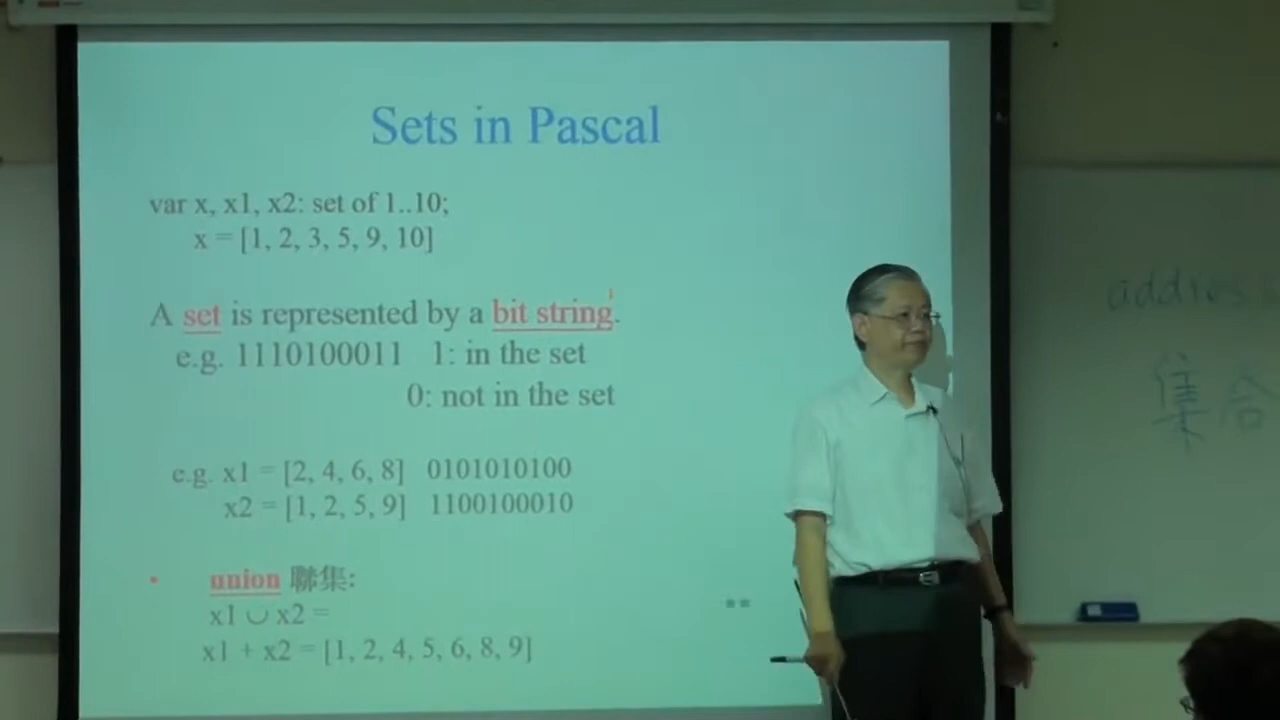 Sets in Pascal
var x, x1, x2: set of 1..10;
x = [1, 2, 3, 5, 9, 10]
A set is represented by a bit string.
e.g. 1110100011 1: in the set
0: not in the set
e.g. x1 = [2, 4, 6, 8] 0101010100
x2 = [1, 2, 5, 9] 1100100010
• union 聯集:
x1 ∪ x2 =
x1 + x2 = [1, 2, 4, 5, 6, 8, 9]
集合